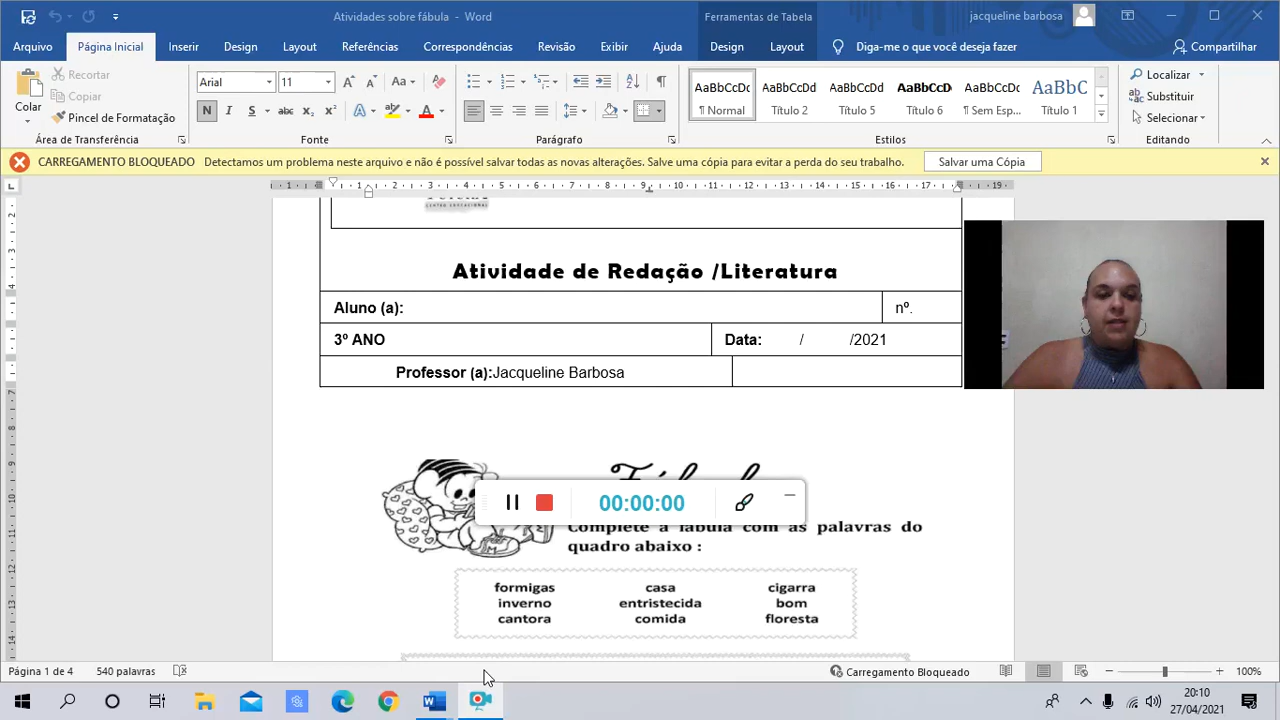 Atividades sobre fábula - Word
Ferramentas de Tabela
jacqueline barbosa
Arquivo Página Inicial Inserir Design Layout Referências Correspondências Revisão Exibir Ajuda Design Layout Diga-me o que você deseja fazer Compartilhar
Colar
Recortar
Copiar
Pincel de Formatação
Área de Transferência
Arial 11
N I S abc x₂ x²
Fonte
Parágrafo
AaBbCcDd AaBbCcDd AaBbCcDd AaBbCcDd AaBbCcDd AaBbC
¶ Normal Título 2 Título 5 ¶ Sem Esp... Título 1
Estilos
Localizar
Substituir
Selecionar
Editando
CARREGAMENTO BLOQUEADO Detectamos um problema neste arquivo e não é possível salvar todas as novas alterações. Salve uma cópia para evitar a perda do seu trabalho. Salvar uma Cópia
Atividade de Redação /Literatura
Aluno (a): nº.
3º ANO Data: / /2021
Professor (a):Jacqueline Barbosa
00:00:00
Complete a fábula com as palavras do
quadro abaixo :
formigas casa cigarra
inverno entristecida bom
cantora comida floresta
Página 1 de 4 540 palavras Carregamento Bloqueado 100%
20:10
27/04/2021